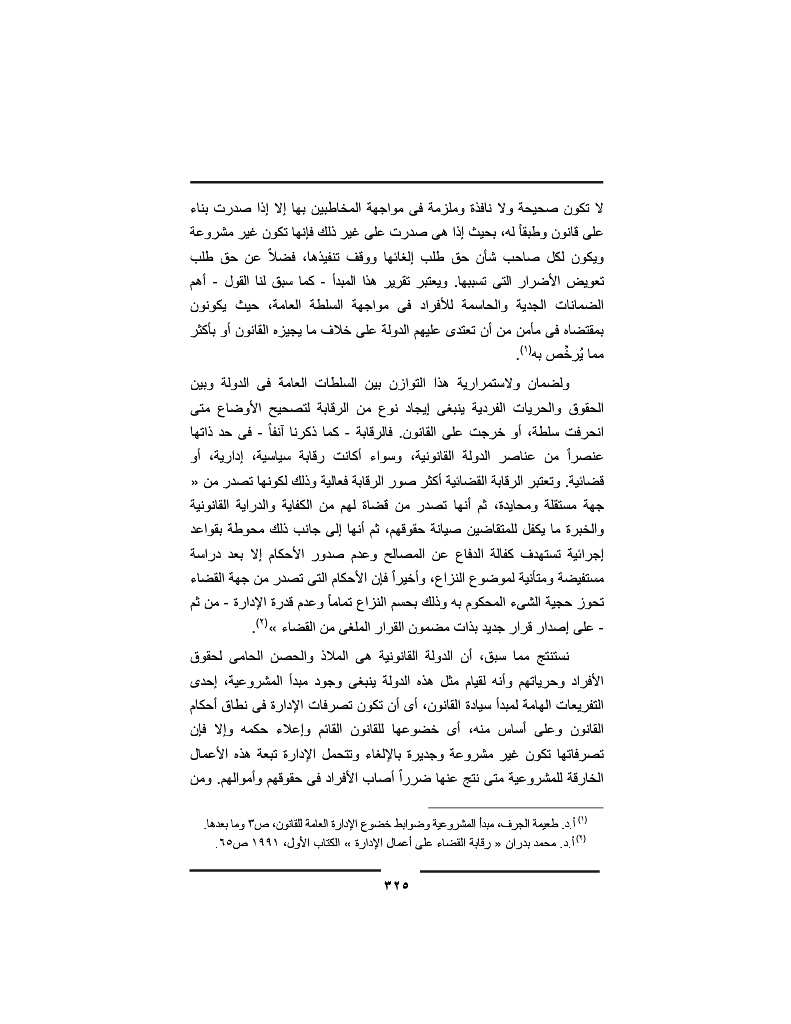 لا تكون صحيحة ولا نافذة وملزمة فى مواجهة المخاطبين بها إلا إذا صدرت بناء
على قانون وطبقاً له، بحيث إذا هى صدرت على غير ذلك فإنها تكون غير مشروعة
ويكون لكل صاحب شأن حق طلب إلغائها ووقف تنفيذها، فضلاً عن حق طلب
تعويض الأضرار التى تسببها. ويعتبر تقرير هذا المبدأ - كما سبق لنا القول - أهم
الضمانات الجدية والحاسمة للأفراد فى مواجهة السلطة العامة، حيث يكونون
بمقتضاه فى مأمن من أن تعتدى عليهم الدولة على خلاف ما يجيزه القانون أو بأكثر
مما يُرخِّص به(١).
ولضمان ولاستمرارية هذا التوازن بين السلطات العامة فى الدولة وبين
الحقوق والحريات الفردية ينبغى إيجاد نوع من الرقابة لتصحيح الأوضاع متى
انحرفت سلطة، أو خرجت على القانون. فالرقابة - كما ذكرنا آنفاً - فى حد ذاتها
عنصراً من عناصر الدولة القانونية، وسواء أكانت رقابة سياسية، إدارية، أو
قضائية. وتعتبر الرقابة القضائية أكثر صور الرقابة فعالية وذلك لكونها تصدر من «
جهة مستقلة ومحايدة، ثم أنها تصدر من قضاة لهم من الكفاية والدراية القانونية
والخبرة ما يكفل للمتقاضين صيانة حقوقهم، ثم أنها إلى جانب ذلك محوطة بقواعد
إجرائية تستهدف كفالة الدفاع عن المصالح وعدم صدور الأحكام إلا بعد دراسة
مستفيضة ومتأنية لموضوع النزاع، وأخيراً فإن الأحكام التى تصدر من جهة القضاء
تحوز حجية الشىء المحكوم به وذلك بحسم النزاع تماماً وعدم قدرة الإدارة - من ثم
- على إصدار قرار جديد بذات مضمون القرار الملغى من القضاء »(٢).
نستنتج مما سبق، أن الدولة القانونية هى الملاذ والحصن الحامى لحقوق
الأفراد وحرياتهم وأنه لقيام مثل هذه الدولة ينبغى وجود مبدأ المشروعية، إحدى
التفريعات الهامة لمبدأ سيادة القانون، أى أن تكون تصرفات الإدارة فى نطاق أحكام
القانون وعلى أساس منه، أى خضوعها للقانون القائم وإعلاء حكمه وإلا فإن
تصرفاتها تكون غير مشروعة وجديرة بالإلغاء وتتحمل الإدارة تبعة هذه الأعمال
الخارقة للمشروعية متى نتج عنها ضرراً أصاب الأفراد فى حقوقهم وأموالهم. ومن
(١) أ.د. طعيمة الجرف، مبدأ المشروعية وضوابط خضوع الإدارة العامة للقانون، ص٣ وما بعدها.
(٢) أ.د. محمد بدران « رقابة القضاء على أعمال الإدارة » الكتاب الأول، ١٩٩١ ص٦٥.
٣٢٥